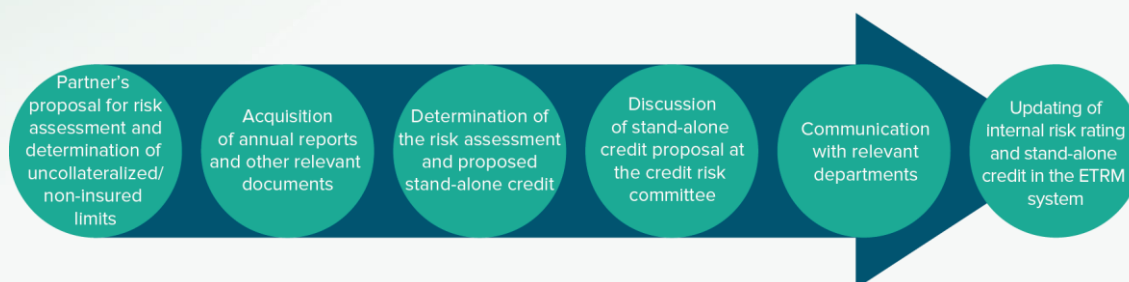 Partner's
proposal for risk
assessment and
determination of
uncollateralized/
non-insured
limits
Acquisition
of annual reports
and other relevant
documents
Determination of
the risk assessment
and proposed
stand-alone credit
Discussion
of stand-alone
credit proposal at
the credit risk
committee
Communication
with relevant
departments
Updating of
internal risk rating
and stand-alone
credit in the ETRM
system